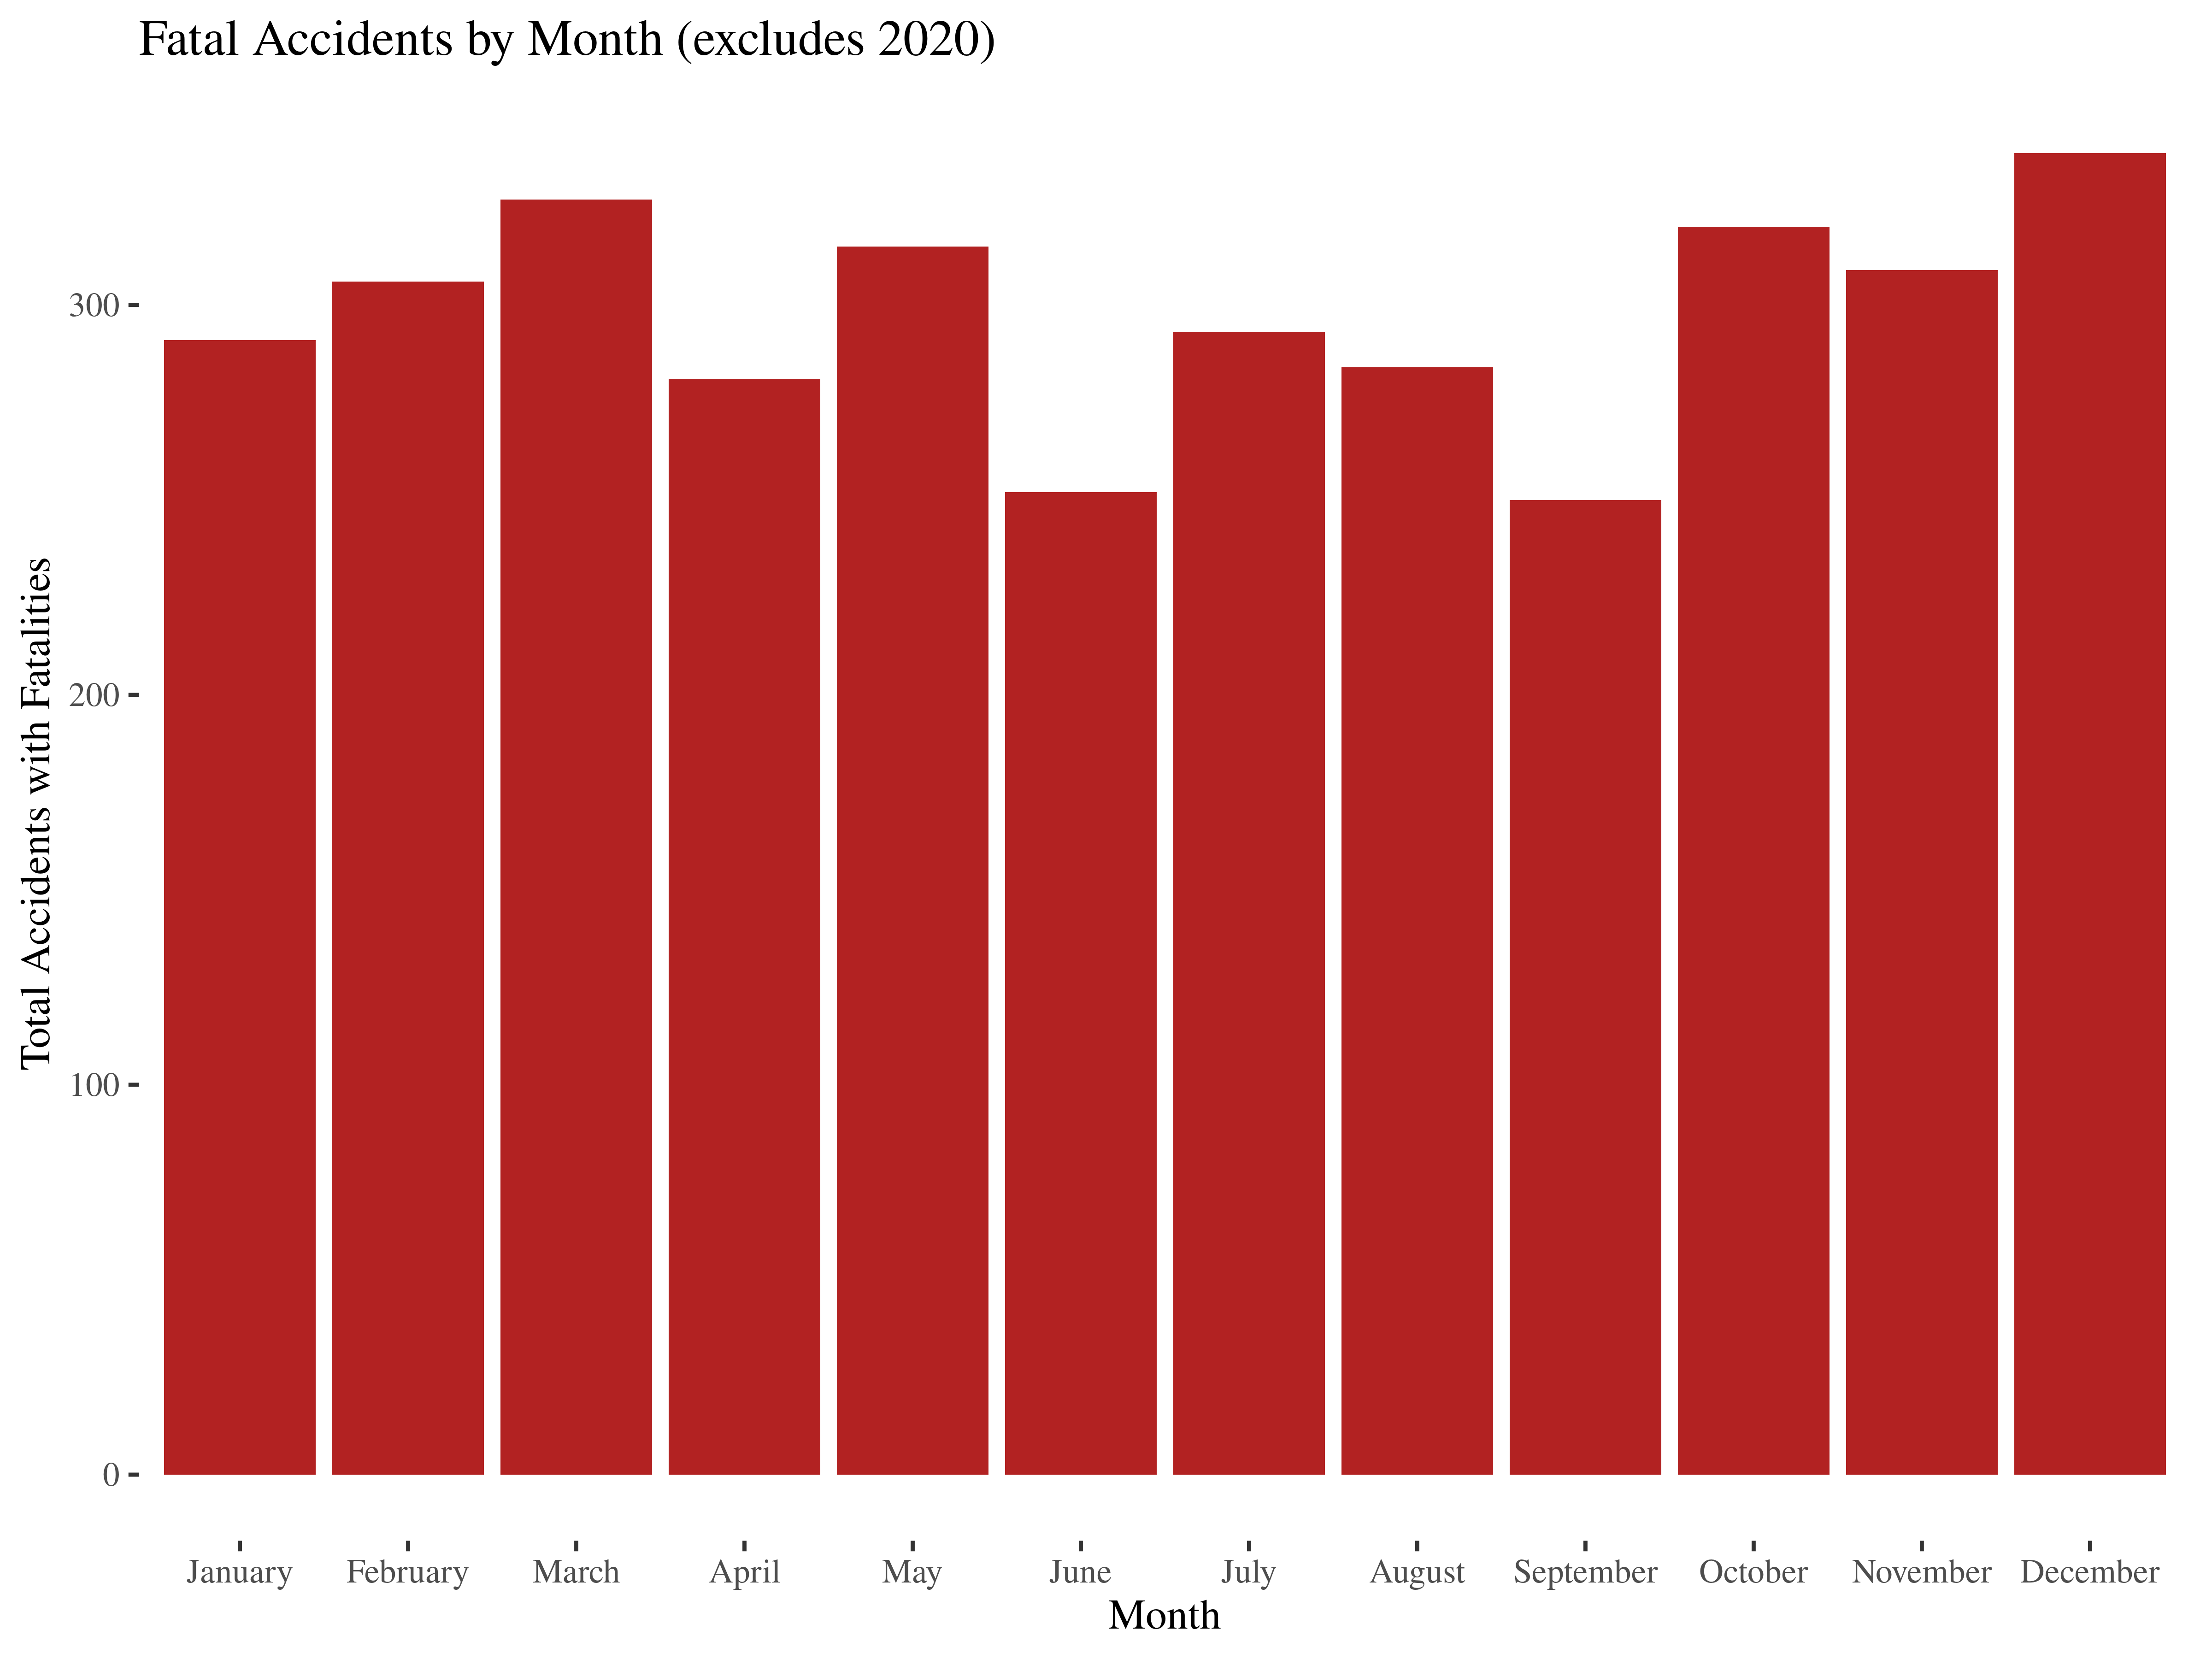 Fatal Accidents by Month (excludes 2020)
Total Accidents with Fatalities
300
200
100
0
January February March April May June July August September October November December
Month